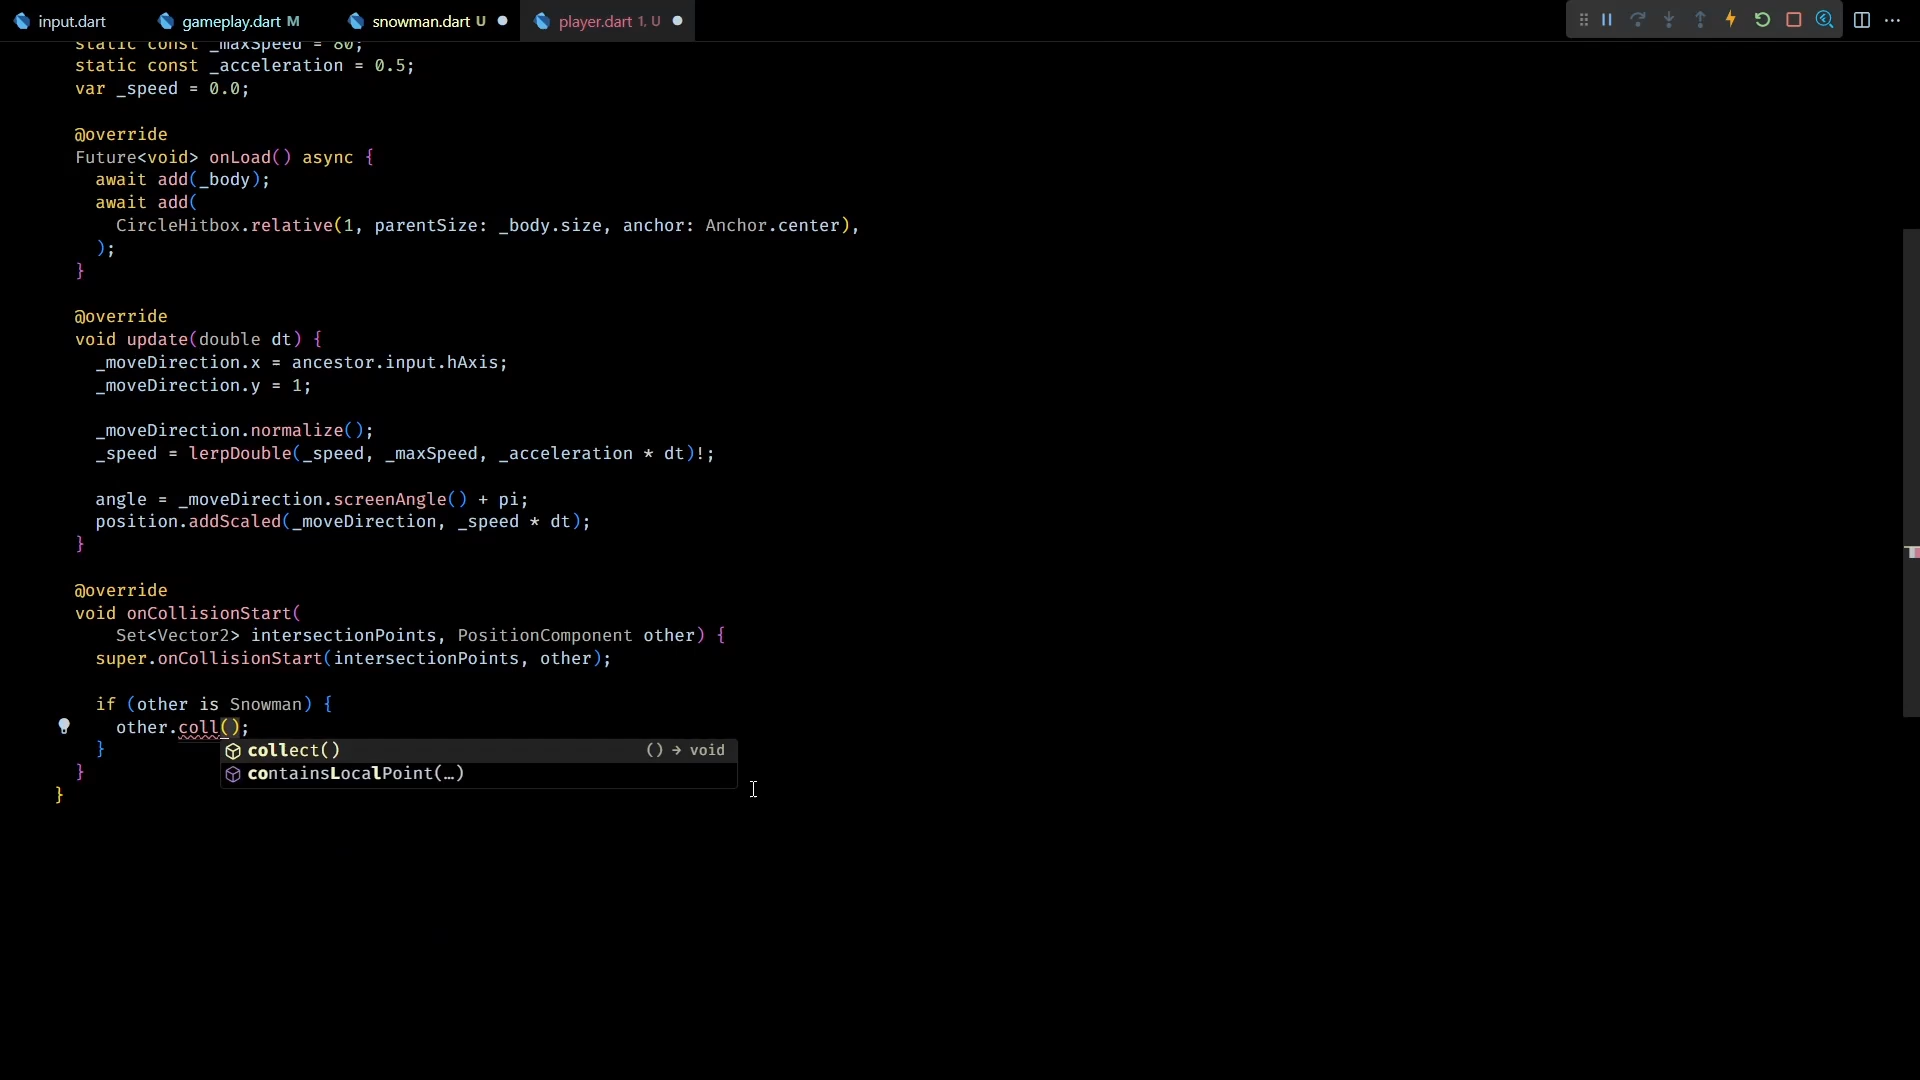 input.dart
gameplay.dart M
snowman.dart U
player.dart 1, U
static const _maxSpeed = 80;
static const _acceleration = 0.5;
var _speed = 0.0;
@override
Future<void> onLoad() async {
await add(_body);
await add(
CircleHitbox.relative(1, parentSize: _body.size, anchor: Anchor.center),
);
}
@override
void update(double dt) {
_moveDirection.x = ancestor.input.hAxis;
_moveDirection.y = 1;
_moveDirection.normalize();
_speed = lerpDouble(_speed, _maxSpeed, _acceleration * dt)!;
angle = _moveDirection.screenAngle() + pi;
position.addScaled(_moveDirection, _speed * dt);
}
@override
void onCollisionStart(
Set<Vector2> intersectionPoints, PositionComponent other) {
super.onCollisionStart(intersectionPoints, other);
if (other is Snowman) {
other.coll();
}
collect() () → void
containsLocalPoint(…)
}
}